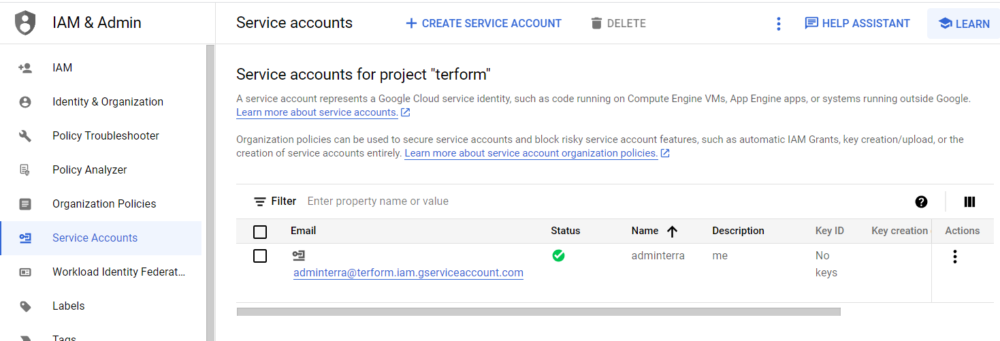 IAM & Admin
Service accounts
CREATE SERVICE ACCOUNT
DELETE
HELP ASSISTANT
LEARN
IAM
Identity & Organization
Policy Troubleshooter
Policy Analyzer
Organization Policies
Service Accounts
Workload Identity Federat...
Labels
Tags
Service accounts for project "terform"
A service account represents a Google Cloud service identity, such as code running on Compute Engine VMs, App Engine apps, or systems running outside Google.
Learn more about service accounts.
Organization policies can be used to secure service accounts and block risky service account features, such as automatic IAM Grants, key creation/upload, or the
creation of service accounts entirely. Learn more about service account organization policies.
Filter Enter property name or value
Email Status Name Description Key ID Key creation Actions
adminterra@terform.iam.gserviceaccount.com
adminterra me No
keys